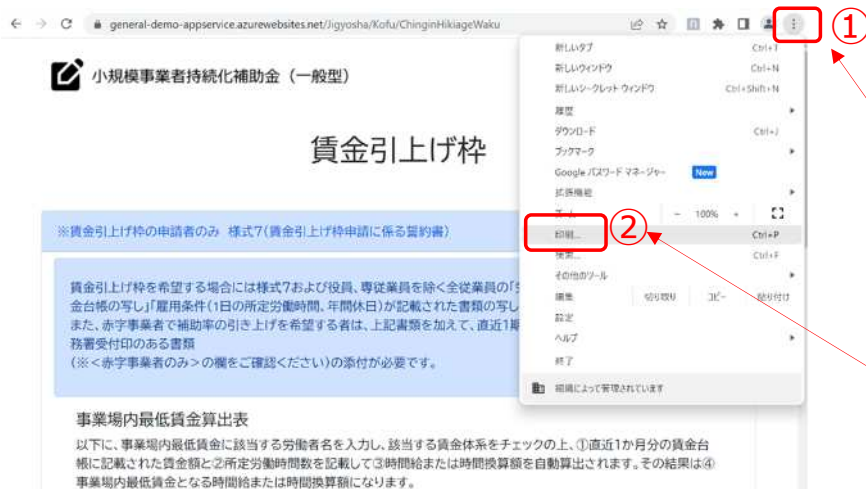 general-demo-appservice.azurewebsites.net/Jigyosha/Kofu/ChinginHikiageWaku
①
小規模事業者持続化補助金（一般型）
賃金引上げ枠
新しいタブ Ctrl+T
新しいウィンドウ Ctrl+N
新しいシークレット ウィンドウ Ctrl+Shift+N
履歴
ダウンロード Ctrl+J
ブックマーク
Google パスワード マネージャー New
拡張機能
ズーム － 100% ＋
印刷... Ctrl+P
②
検索... Ctrl+F
その他のツール
編集 切り取り コピー 貼り付け
設定
ヘルプ
終了
組織によって管理されています
※賃金引上げ枠の申請者のみ 様式7(賃金引上げ枠申請に係る誓約書)
賃金引上げ枠を希望する場合には様式7および役員、専従業員を除く全従業員の「
金台帳の写し」「雇用条件(1日の所定労働時間、年間休日)が記載された書類の写し
また、赤字事業者で補助率の引き上げを希望する者は、上記書類を加えて、直近1期
務署受付印のある書類
(※＜赤字事業者のみ＞の欄をご確認ください)の添付が必要です。
事業場内最低賃金算出表
以下に、事業場内最低賃金に該当する労働者名を入力し、該当する賃金体系をチェックの上、①直近1か月分の賃金台
帳に記載された賃金額と②所定労働時間数を記載して③時間給または時間換算額を自動算出されます。その結果は④
事業場内最低賃金となる時間給または時間換算額になります。